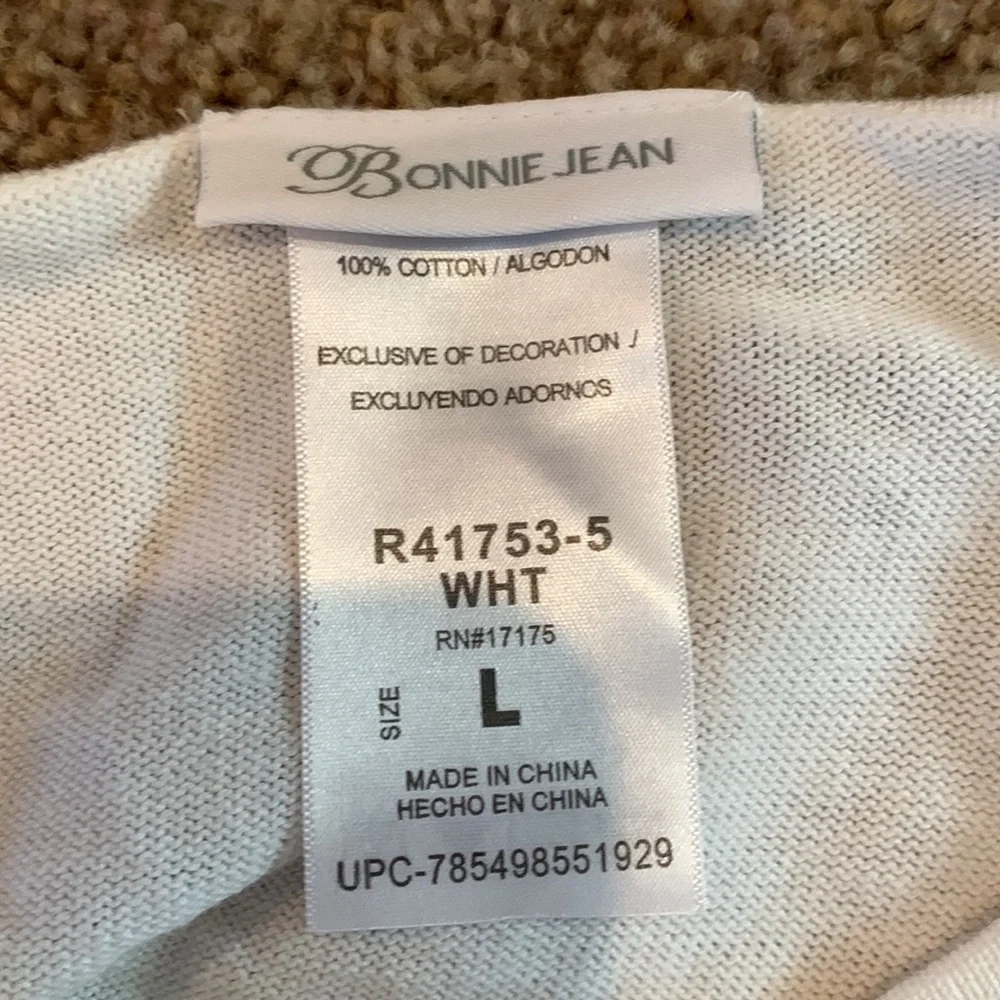 BONNIE JEAN
100% COTTON / ALGODON
EXCLUSIVE OF DECORATION /
EXCLUYENDO ADORNOS
R41753-5
WHT
RN#17175
SIZE L
MADE IN CHINA
HECHO EN CHINA
UPC-785498551929